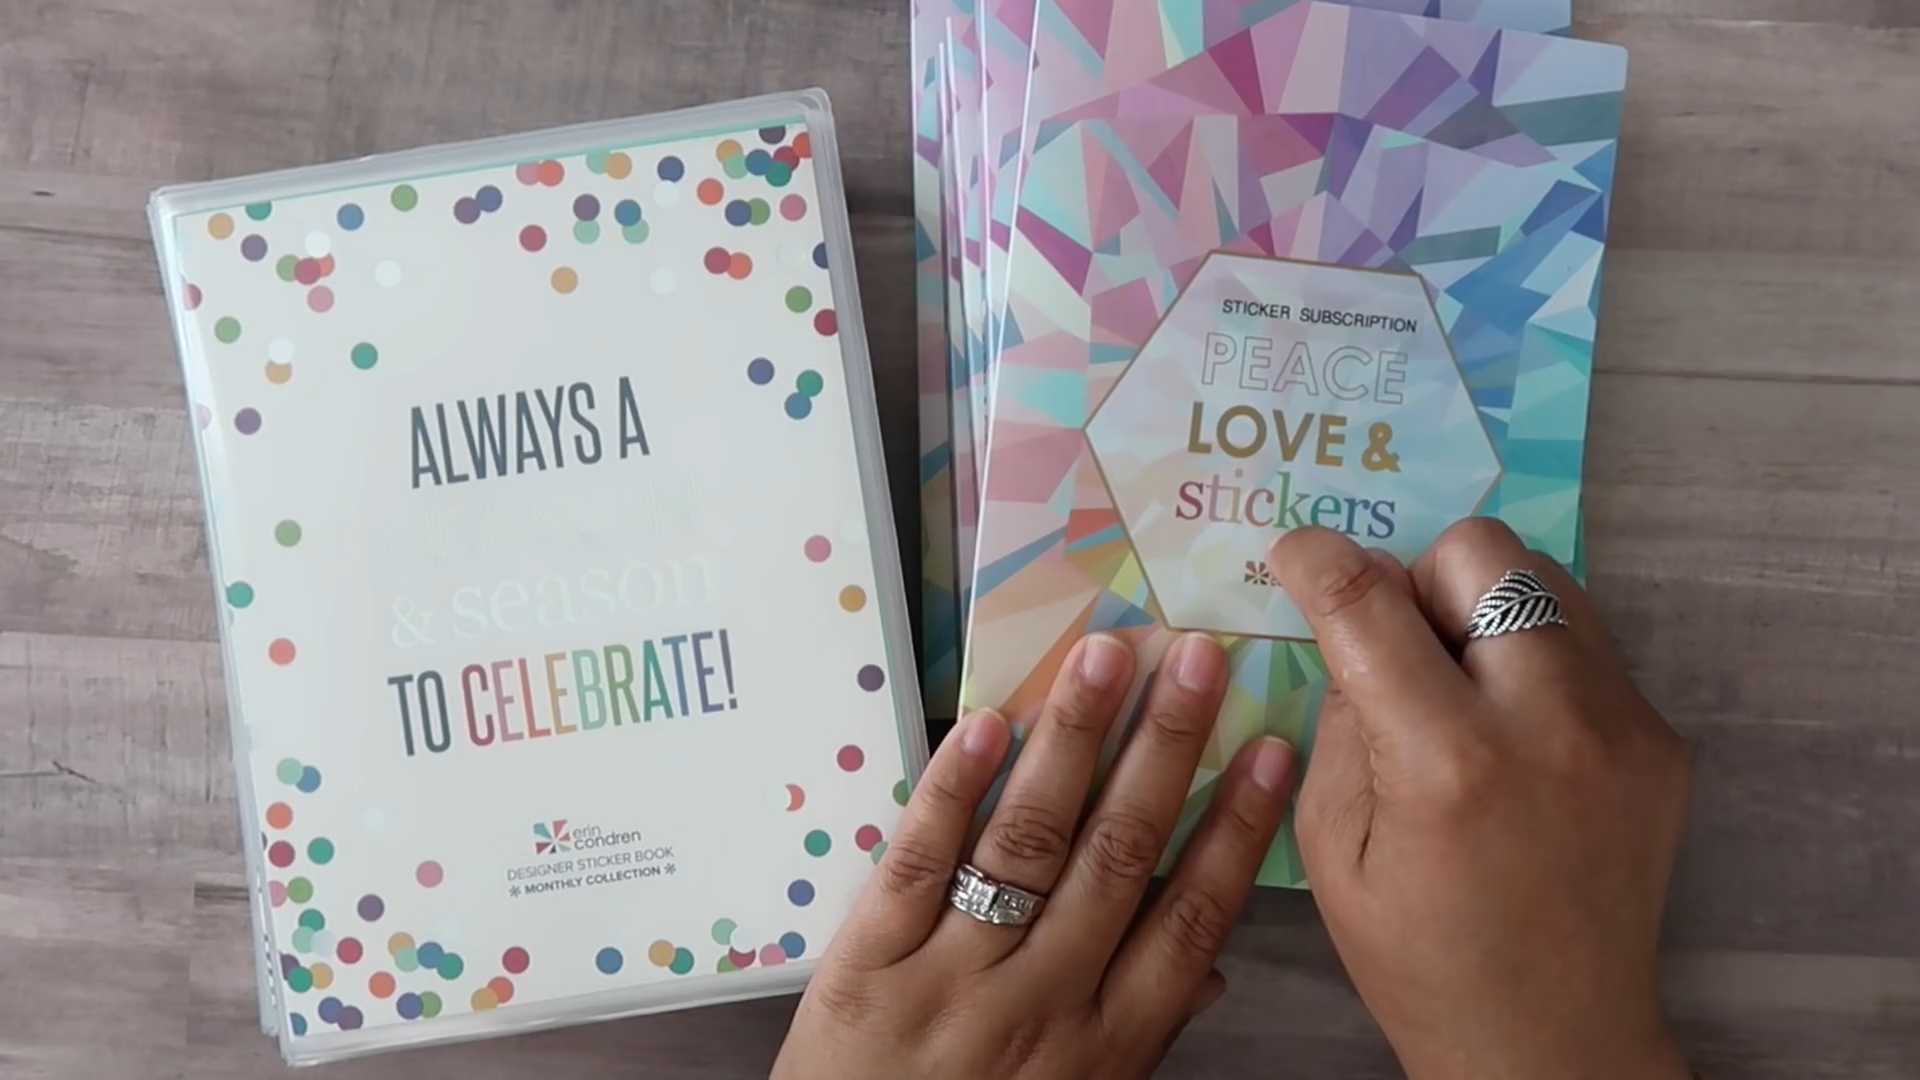 ALWAYS A
& season
TO CELEBRATE!
erin
condren
DESIGNER STICKER BOOK
* MONTHLY COLLECTION *
STICKER SUBSCRIPTION
PEACE
LOVE &
stickers